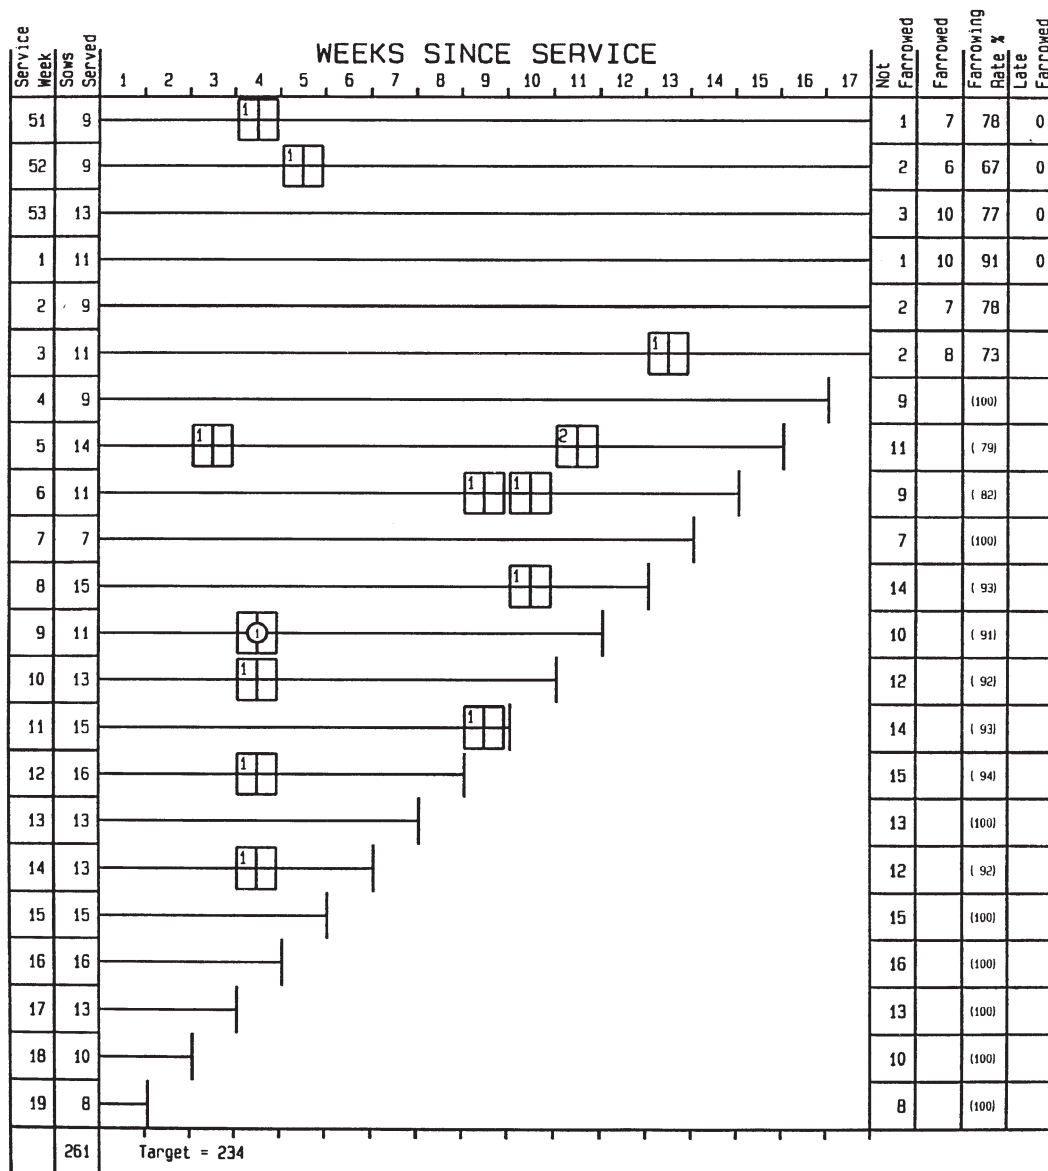 WEEKS SINCE SERVICE
Service Week Sows Served 1 2 3 4 5 6 7 8 9 10 11 12 13 14 15 16 17 Not Farrowed Farrowed Farrowing Rate % Late Farrowed
51 9 1 1 7 78 0
52 9 1 2 6 67 0
53 13 3 10 77 0
1 11 1 10 91 0
2 9 2 7 78
3 11 1 2 8 73
4 9 9 (100)
5 14 1 2 11 ( 79)
6 11 1 1 9 ( 82)
7 7 7 (100)
8 15 1 14 ( 93)
9 11 1 10 ( 91)
10 13 1 12 ( 92)
11 15 1 14 ( 93)
12 16 1 15 ( 94)
13 13 13 (100)
14 13 1 12 ( 92)
15 15 15 (100)
16 16 16 (100)
17 13 13 (100)
18 10 10 (100)
19 8 8 (100)
261 Target = 234